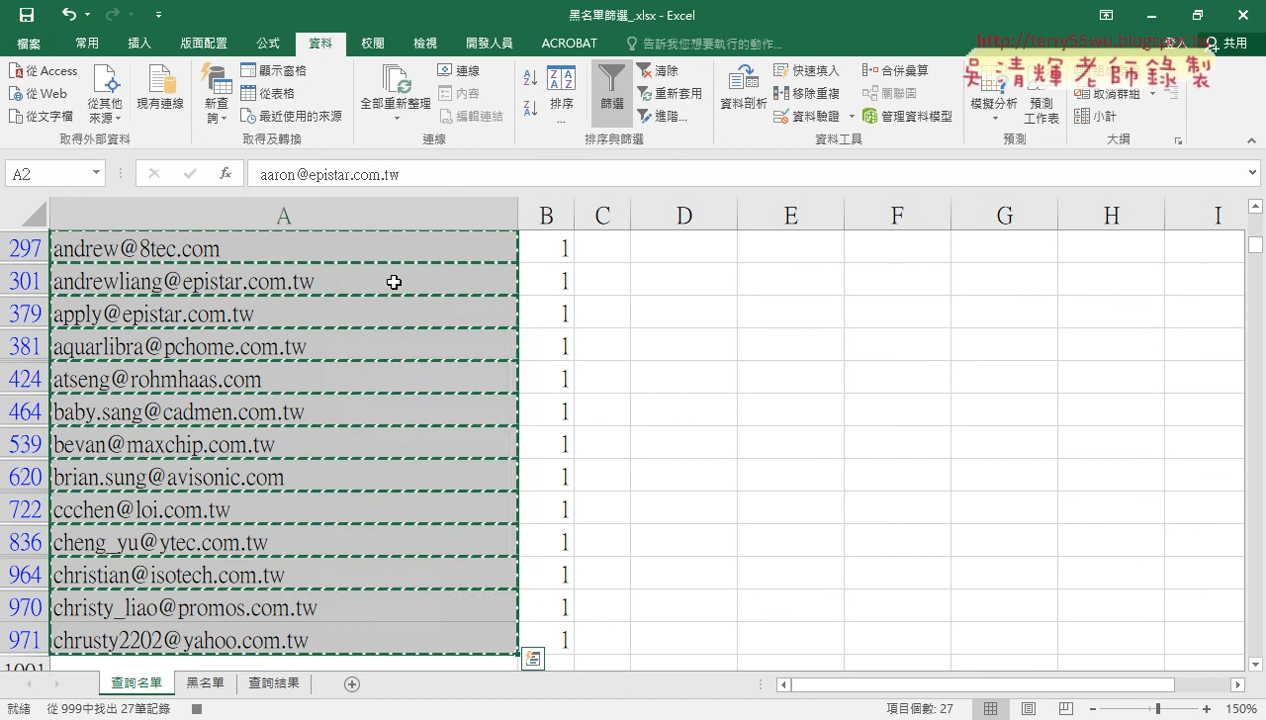 黑名單篩選_.xlsx - Excel
檔案 常用 插入 版面配置 公式 資料 校閱 檢視 開發人員 ACROBAT 告訴我您想要執行的動作... 登入 共用
http://terry55wu.blogspot.tw
吳清輝老師錄製
從 Access 從 Web 從文字檔 從其他來源 現有連線
取得外部資料
新查詢 顯示窗格 從表格 最近使用的來源
取得及轉換
全部重新整理 連線 內容 編輯連結
連線
排序... 篩選 清除 重新套用 進階...
排序與篩選
資料剖析 快速填入 移除重複 資料驗證 合併彙算 關聯圖 管理資料模型
資料工具
模擬分析 預測工作表
預測
取消群組 小計
大綱
A2 fx aaron@epistar.com.tw
A B C D E F G H I
297 andrew@8tec.com 1
301 andrewliang@epistar.com.tw 1
379 apply@epistar.com.tw 1
381 aquarlibra@pchome.com.tw 1
424 atseng@rohmhaas.com 1
464 baby.sang@cadmen.com.tw 1
539 bevan@maxchip.com.tw 1
620 brian.sung@avisonic.com 1
722 ccchen@loi.com.tw 1
836 cheng_yu@ytec.com.tw 1
964 christian@isotech.com.tw 1
970 christy_liao@promos.com.tw 1
971 chrusty2202@yahoo.com.tw 1
1001
查詢名單 黑名單 查詢結果
就緒 從 999中找出 27筆記錄 項目個數: 27 150%